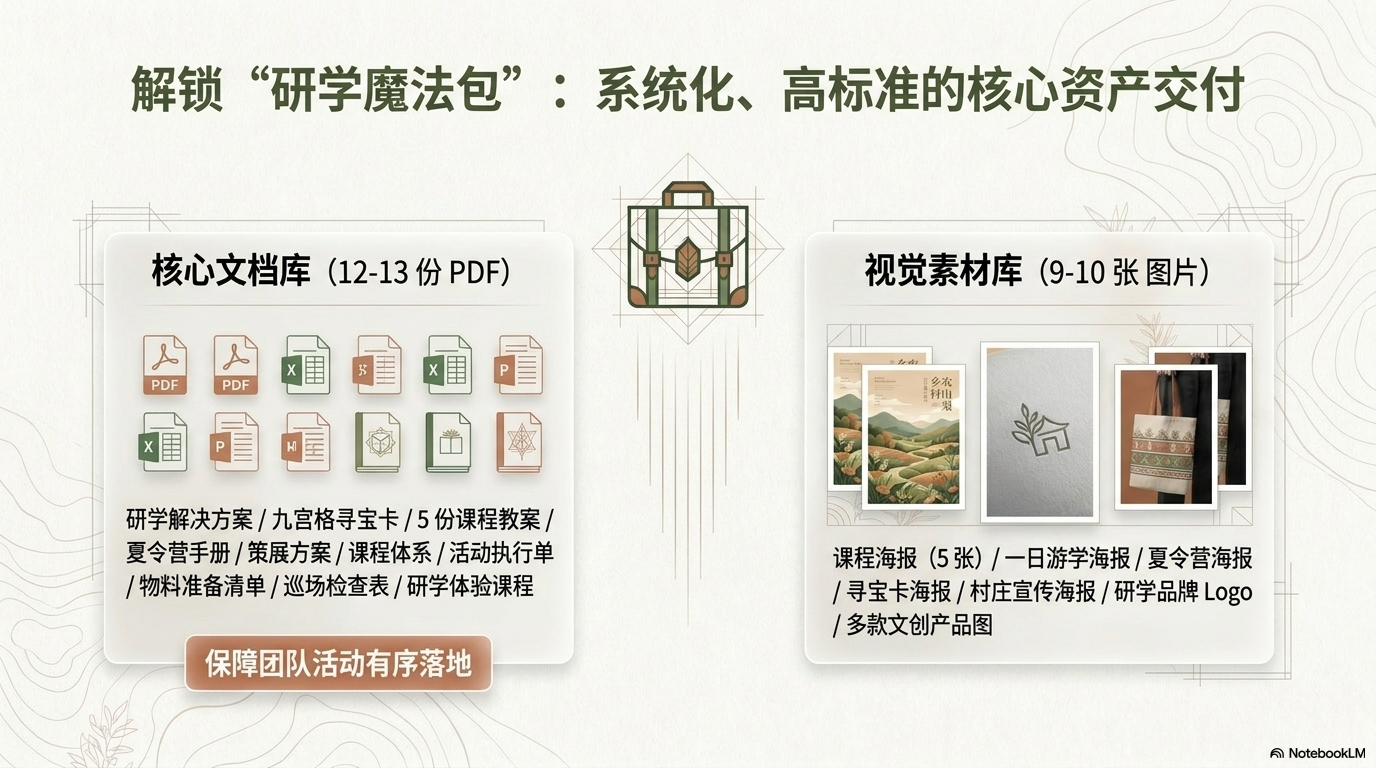 解锁“研学魔法包”：系统化、高标准的核心资产交付
核心文档库（12-13 份 PDF）
PDF
PDF
X
X
P
X
P
研学解决方案 / 九宫格寻宝卡 / 5 份课程教案 /
夏令营手册 / 策展方案 / 课程体系 / 活动执行单
/ 物料准备清单 / 巡场检查表 / 研学体验课程
保障团队活动有序落地
视觉素材库（9-10 张 图片）
课程海报（5 张）/ 一日游学海报 / 夏令营海报
/ 寻宝卡海报 / 村庄宣传海报 / 研学品牌 Logo
/ 多款文创产品图
NotebookLM